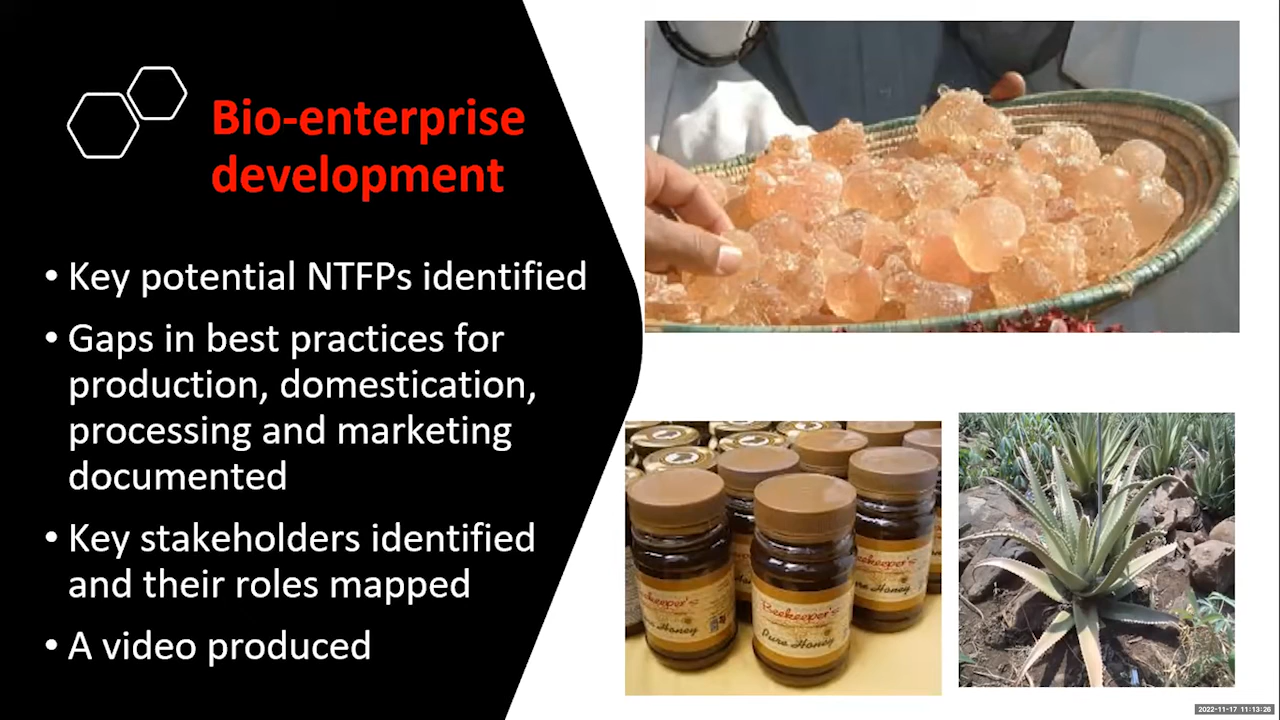 Bio-enterprise
development
• Key potential NTFPs identified
• Gaps in best practices for
production, domestication,
processing and marketing
documented
• Key stakeholders identified
and their roles mapped
• A video produced
Beekeeper's
Pure Honey
2022-11-17 11:13:26